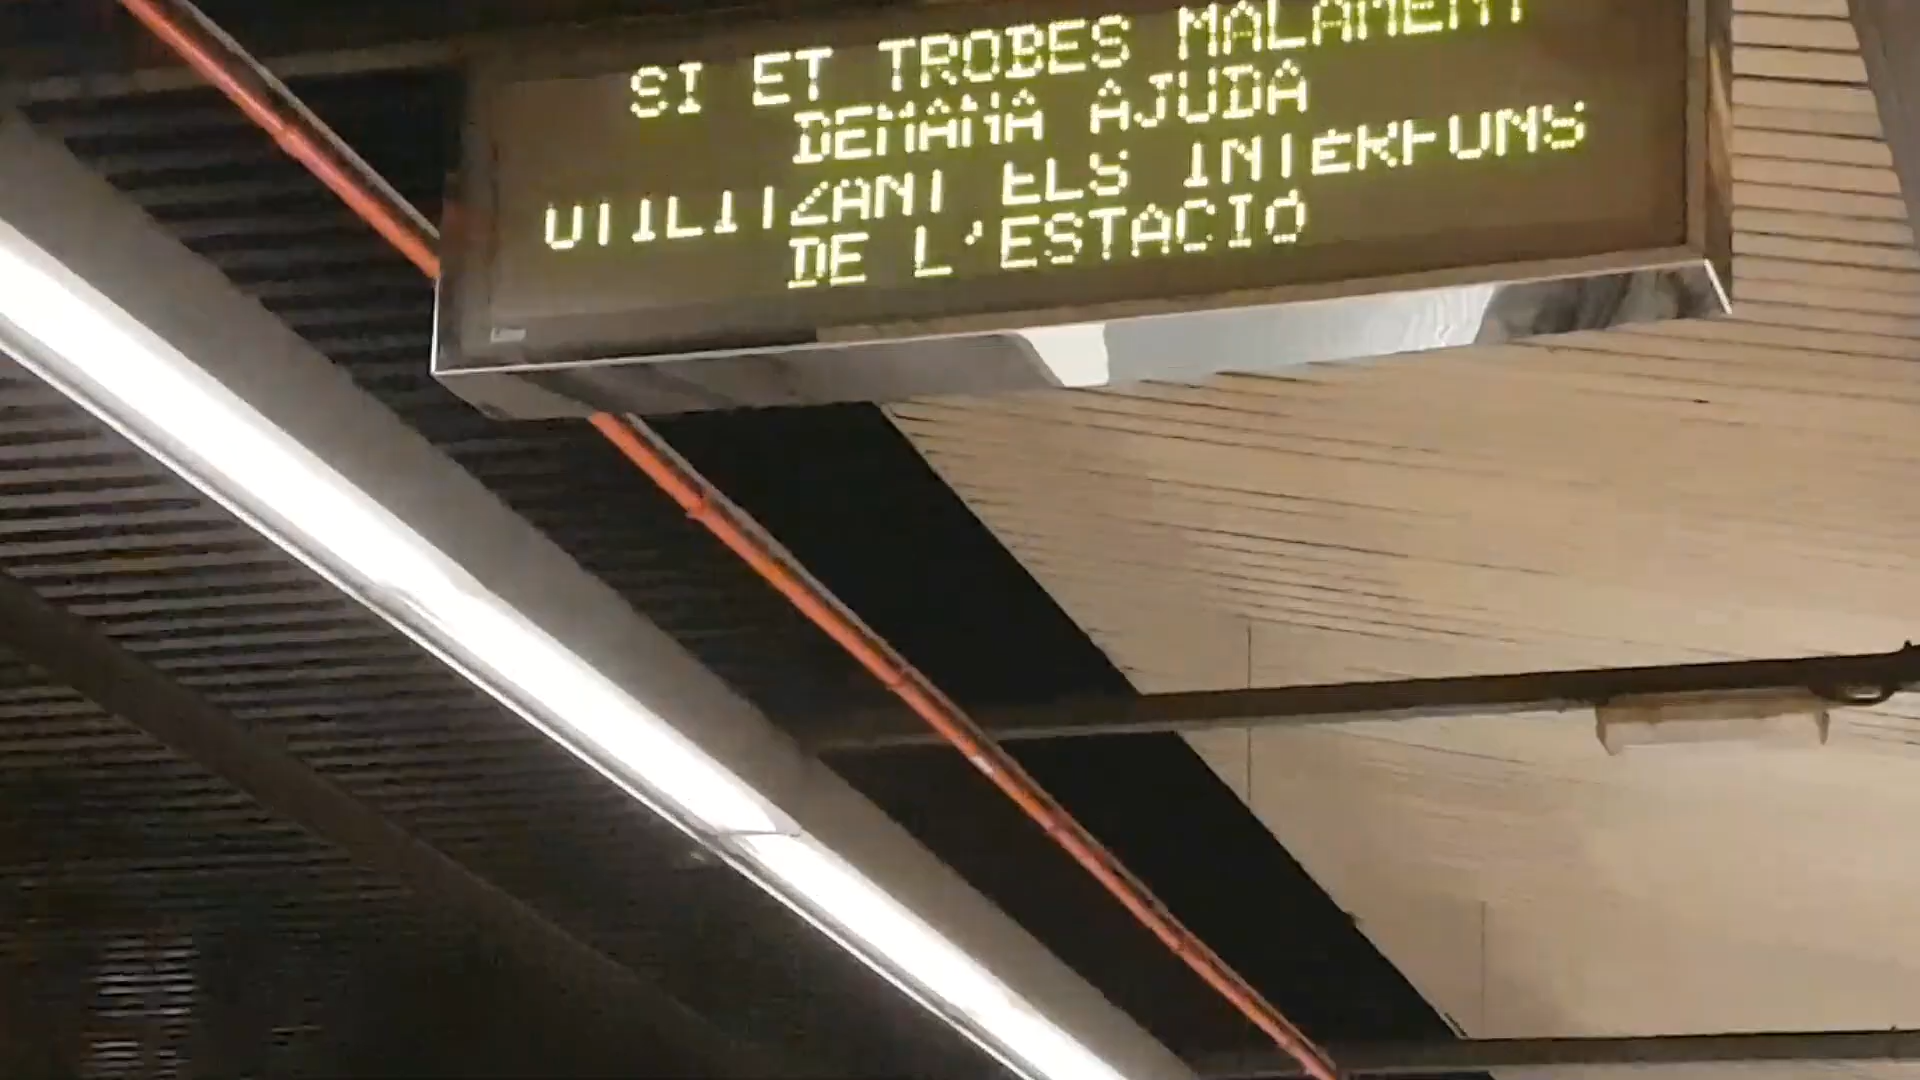 SI ET TROBES MALAMENT
DEMANA AJUDA
UTILITZANT ELS INTERFONS
DE L'ESTACIÓ